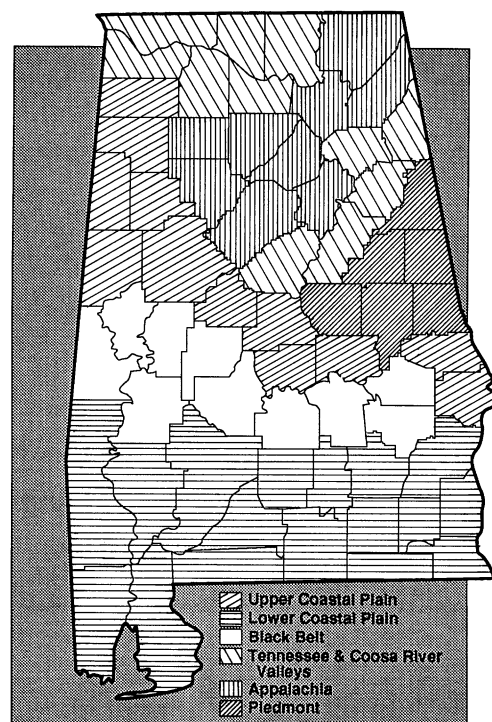 Upper Coastal Plain
Lower Coastal Plain
Black Belt
Tennessee & Coosa River
Valleys
Appalachia
Piedmont